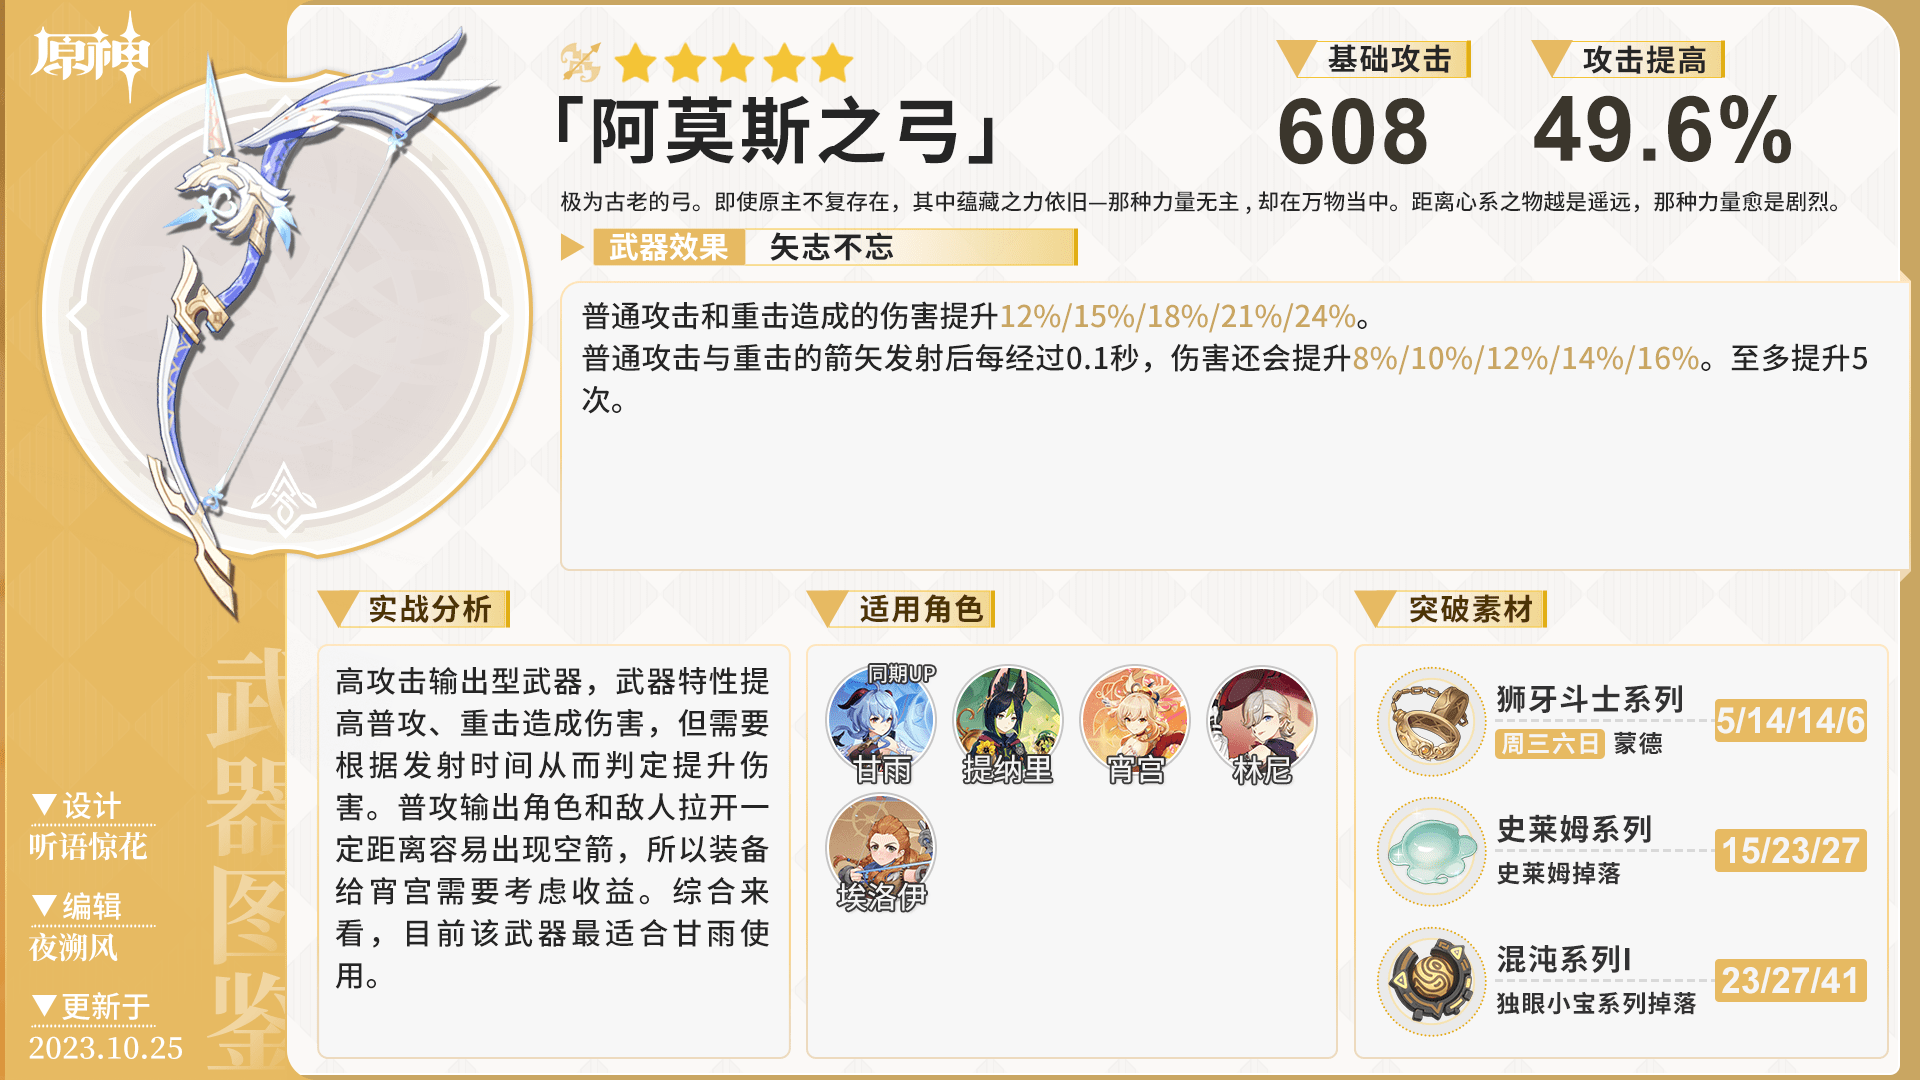 原神
「阿莫斯之弓」
基础攻击
608
攻击提高
49.6%
极为古老的弓。即使原主不复存在，其中蕴藏之力依旧—那种力量无主，却在万物当中。距离心系之物越是遥远，那种力量愈是剧烈。
武器效果 矢志不忘
普通攻击和重击造成的伤害提升12%/15%/18%/21%/24%。
普通攻击与重击的箭矢发射后每经过0.1秒，伤害还会提升8%/10%/12%/14%/16%。至多提升5
次。
实战分析
高攻击输出型武器，武器特性提
高普攻、重击造成伤害，但需要
根据发射时间从而判定提升伤
害。普攻输出角色和敌人拉开一
定距离容易出现空箭，所以装备
给宵宫需要考虑收益。综合来
看，目前该武器最适合甘雨使
用。
适用角色
同期UP
甘雨
提纳里
宵宫
林尼
埃洛伊
突破素材
狮牙斗士系列
周三六日 蒙德
5/14/14/6
史莱姆系列
史莱姆掉落
15/23/27
混沌系列I
独眼小宝系列掉落
23/27/41
武器图鉴
▼设计
听语惊花
▼编辑
夜溯风
▼更新于
2023.10.25